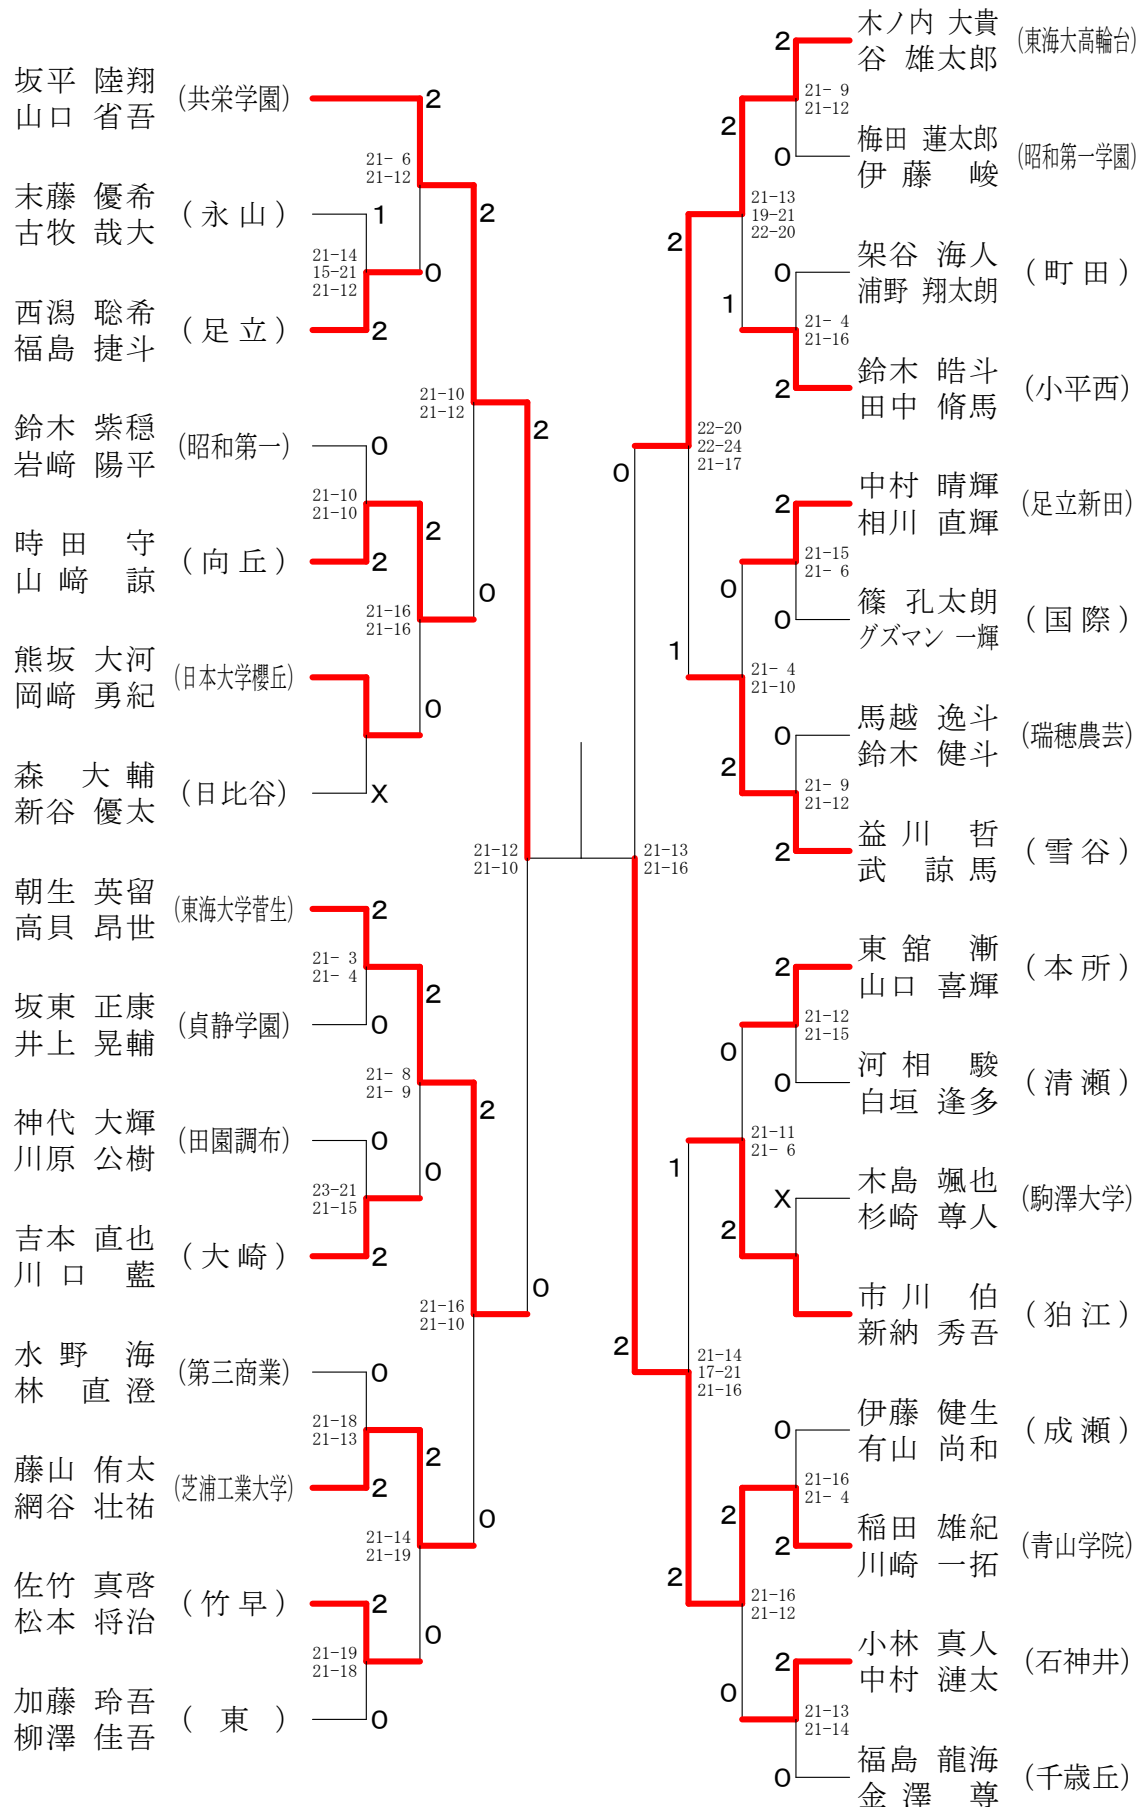 坂平 陸翔
山口 省吾
(共栄学園)
2
21- 6
21-12
末藤 優希
古牧 哉大
(永山)
1
2
21-14
15-21
21-12
0
西潟 聡希
福島 捷斗
(足立)
2
21-10
21-12
2
鈴木 紫穏
岩﨑 陽平
(昭和第一)
0
21-10
21-10
2
時田 守
山﨑 諒
(向丘)
2
0
21-16
21-16
熊坂 大河
岡﨑 勇紀
(日本大学櫻丘)
0
森 大輔
新谷 優太
(日比谷)
X
21-12
21-10
朝生 英留
高貝 昂世
(東海大学菅生)
2
21- 3
21- 4
2
坂東 正康
井上 晃輔
(貞静学園)
0
21- 8
21- 9
2
神代 大輝
川原 公樹
(田園調布)
0
0
23-21
21-15
吉本 直也
川口 藍
(大崎)
2
0
21-16
21-10
水野 海
林 直澄
(第三商業)
0
21-18
21-13
2
藤山 侑太
網谷 壮祐
(芝浦工業大学)
2
0
21-14
21-19
佐竹 真啓
松本 将治
(竹早)
2
0
21-19
21-18
加藤 玲吾
柳澤 佳吾
(東)
0
2
木ノ内 大貴
谷 雄太郎
(東海大高輪台)
21- 9
21-12
2
0
梅田 蓮太郎
伊藤 峻
(昭和第一学園)
21-13
19-21
22-20
2
0
架谷 海人
浦野 翔太朗
(町田)
1
21- 4
21-16
2
鈴木 皓斗
田中 脩馬
(小平西)
22-20
22-24
21-17
0
2
中村 晴輝
相川 直輝
(足立新田)
21-15
21- 6
0
0
篠 孔太朗
グズマン 一輝
(国際)
1
21- 4
21-10
0
馬越 逸斗
鈴木 健斗
(瑞穂農芸)
2
21- 9
21-12
2
益川 哲
武 諒馬
(雪谷)
21-13
21-16
2
東舘 漸
山口 喜輝
(本所)
21-12
21-15
0
0
河相 駿
白垣 逢多
(清瀬)
21-11
21- 6
1
X
木島 颯也
杉崎 尊人
(駒澤大学)
2
市川 伯
新納 秀吾
(狛江)
2
21-14
17-21
21-16
0
伊藤 健生
有山 尚和
(成瀬)
21-16
21- 4
2
2
稲田 雄紀
川崎 一拓
(青山学院)
2
21-16
21-12
2
小林 真人
中村 漣太
(石神井)
0
21-13
21-14
0
福島 龍海
金澤 尊
(千歳丘)